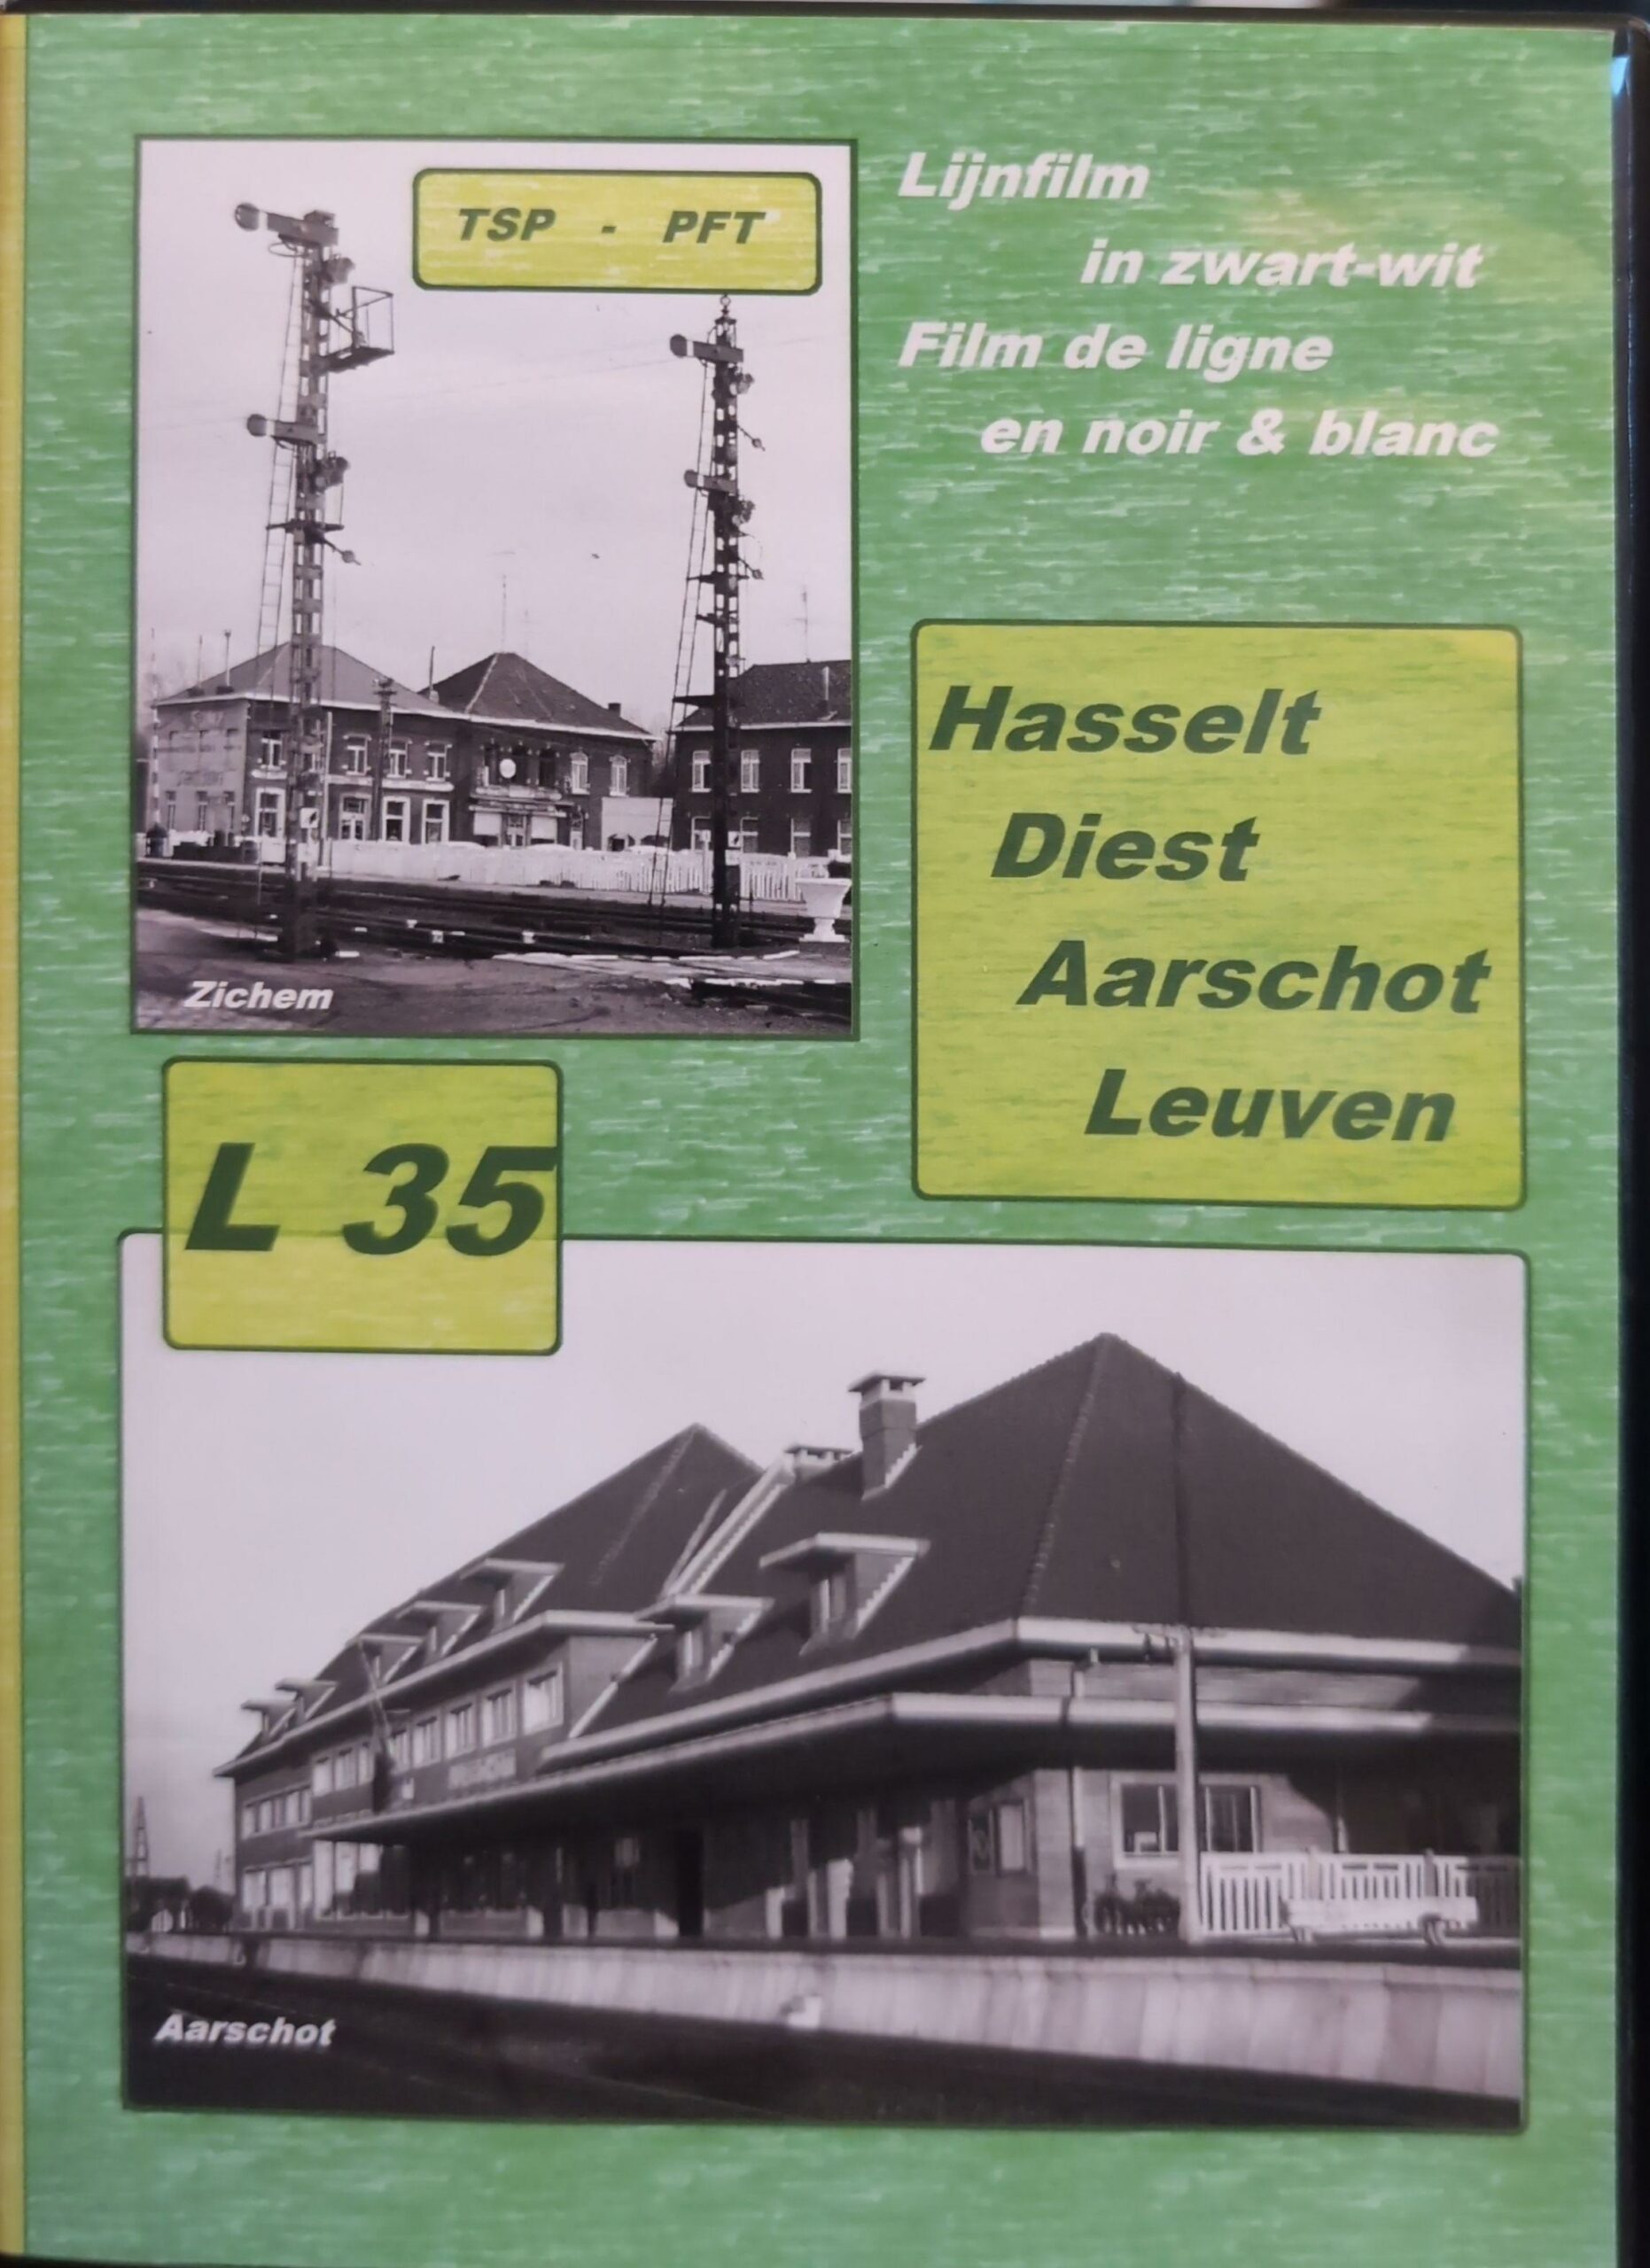 TSP - PFT
Lijnfilm
in zwart-wit
Film de ligne
en noir & blanc
Zichem
Hasselt
Diest
Aarschot
Leuven
L 35
Aarschot